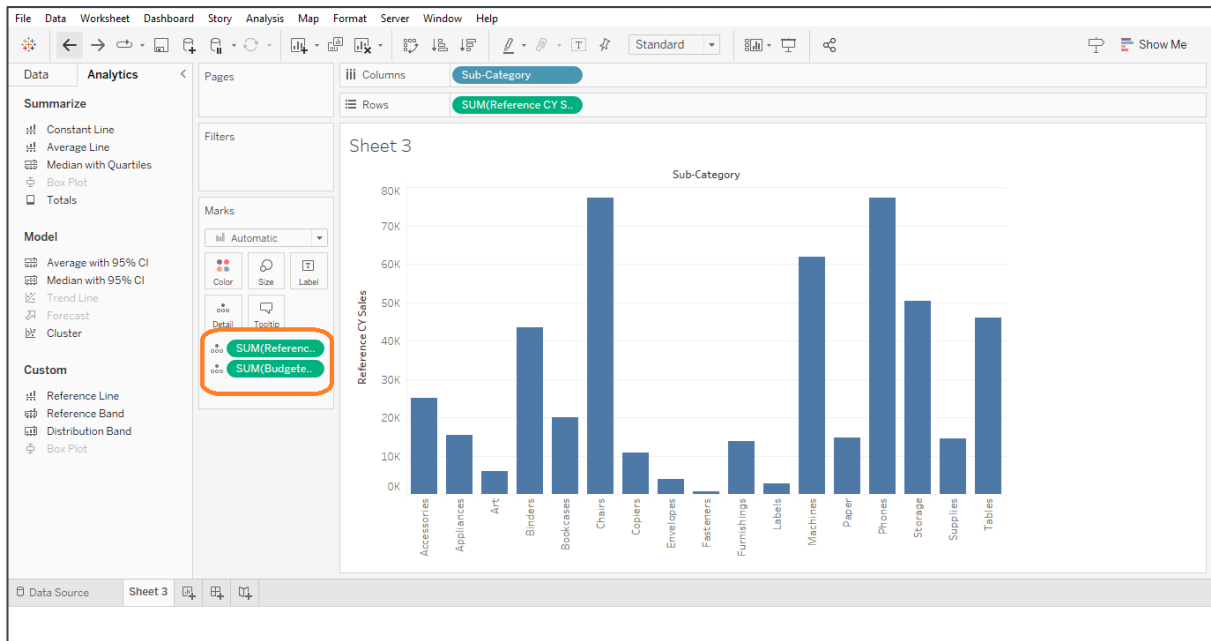 File Data Worksheet Dashboard Story Analysis Map Format Server Window Help
Standard
Show Me
Data Analytics
Summarize
Constant Line
Average Line
Median with Quartiles
Box Plot
Totals
Model
Average with 95% CI
Median with 95% CI
Trend Line
Forecast
Cluster
Custom
Reference Line
Reference Band
Distribution Band
Box Plot
Pages
Filters
Marks
Automatic
Color Size Label
Detail Tooltip
SUM(Referenc..
SUM(Budgete..
Columns Sub-Category
Rows SUM(Reference CY S..
Sheet 3
Sub-Category
Reference CY Sales
80K
70K
60K
50K
40K
30K
20K
10K
0K
Accessories
Appliances
Art
Binders
Bookcases
Chairs
Copiers
Envelopes
Fasteners
Furnishings
Labels
Machines
Paper
Phones
Storage
Supplies
Tables
Data Source Sheet 3